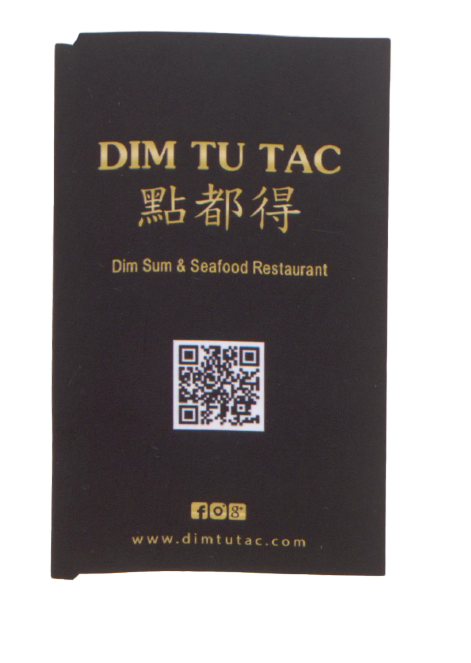 DIM TU TAC
點都得
Dim Sum & Seafood Restaurant
f g+
www.dimtutac.com